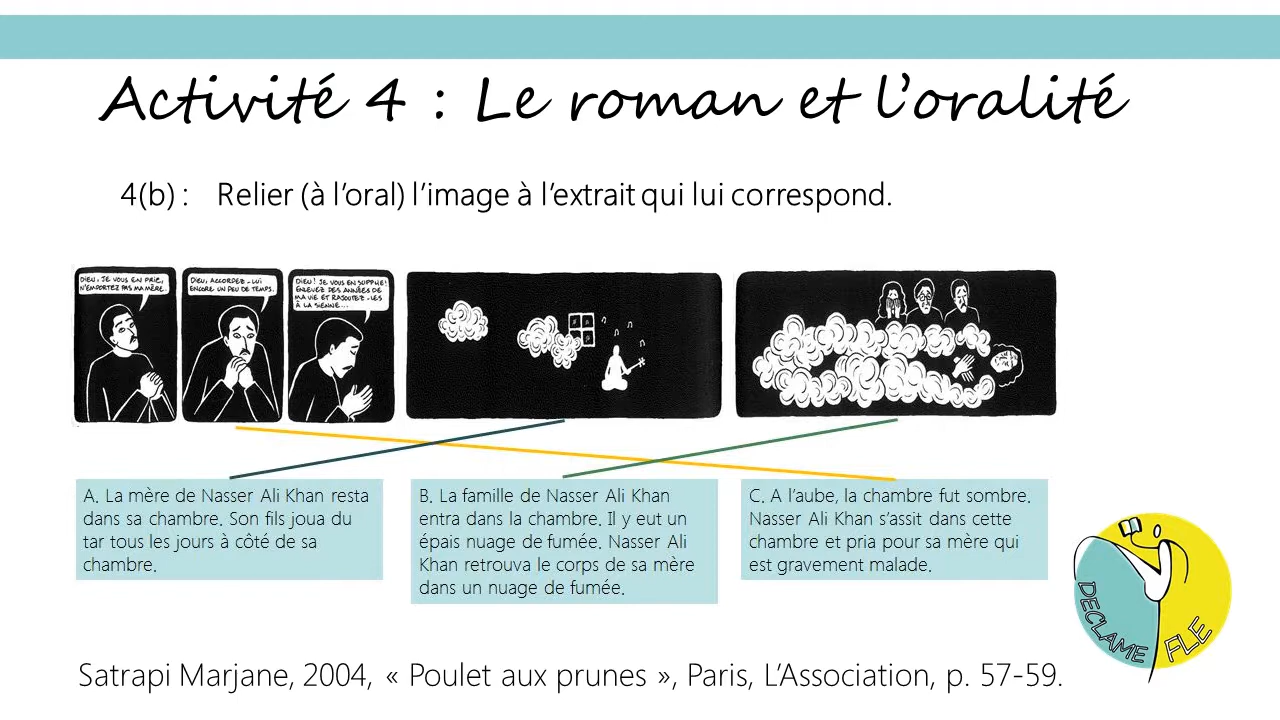 Activité 4 : Le roman et l'oralité
4(b) : Relier (à l'oral) l'image à l'extrait qui lui correspond.
DIEU, JE VOUS EN PRIE,
N'EMPORTEZ PAS MA MÈRE.
DIEU, ACCORDEZ-LUI
ENCORE UN PEU DE TEMPS.
DIEU! JE VOUS EN SUPPLIE!
ENLEVEZ DES ANNÉES DE
MA VIE ET RAJOUTEZ-LES
À LA SIENNE...
A. La mère de Nasser Ali Khan resta
dans sa chambre. Son fils joua du
tar tous les jours à côté de sa
chambre.
B. La famille de Nasser Ali Khan
entra dans la chambre. Il y eut un
épais nuage de fumée. Nasser Ali
Khan retrouva le corps de sa mère
dans un nuage de fumée.
C. A l'aube, la chambre fut sombre.
Nasser Ali Khan s'assit dans cette
chambre et pria pour sa mère qui
est gravement malade.
DECLAME
FLE
Satrapi Marjane, 2004, « Poulet aux prunes », Paris, L'Association, p. 57-59.